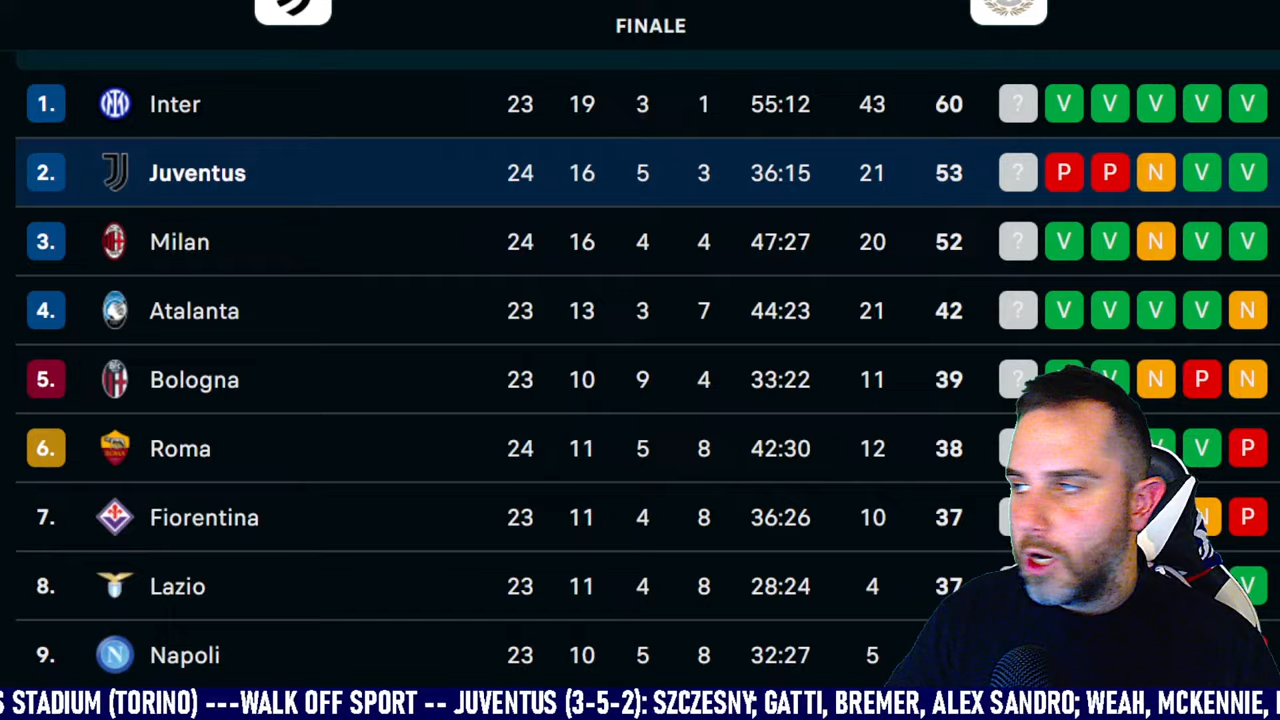 FINALE
1. Inter 23 19 3 1 55:12 43 60 ? V V V V V
2. Juventus 24 16 5 3 36:15 21 53 ? P P N V V
3. Milan 24 16 4 4 47:27 20 52 ? V V N V V
4. Atalanta 23 13 3 7 44:23 21 42 ? V V V V N
5. Bologna 23 10 9 4 33:22 11 39 ? V V N P N
6. Roma 24 11 5 8 42:30 12 38 V V P
7. Fiorentina 23 11 4 8 36:26 10 37 N P
8. Lazio 23 11 4 8 28:24 4 37 V
9. Napoli 23 10 5 8 32:27 5
S STADIUM (TORINO) ---WALK OFF SPORT -- JUVENTUS (3-5-2): SZCZESNY; GATTI, BREMER, ALEX SANDRO; WEAH, MCKENNIE,